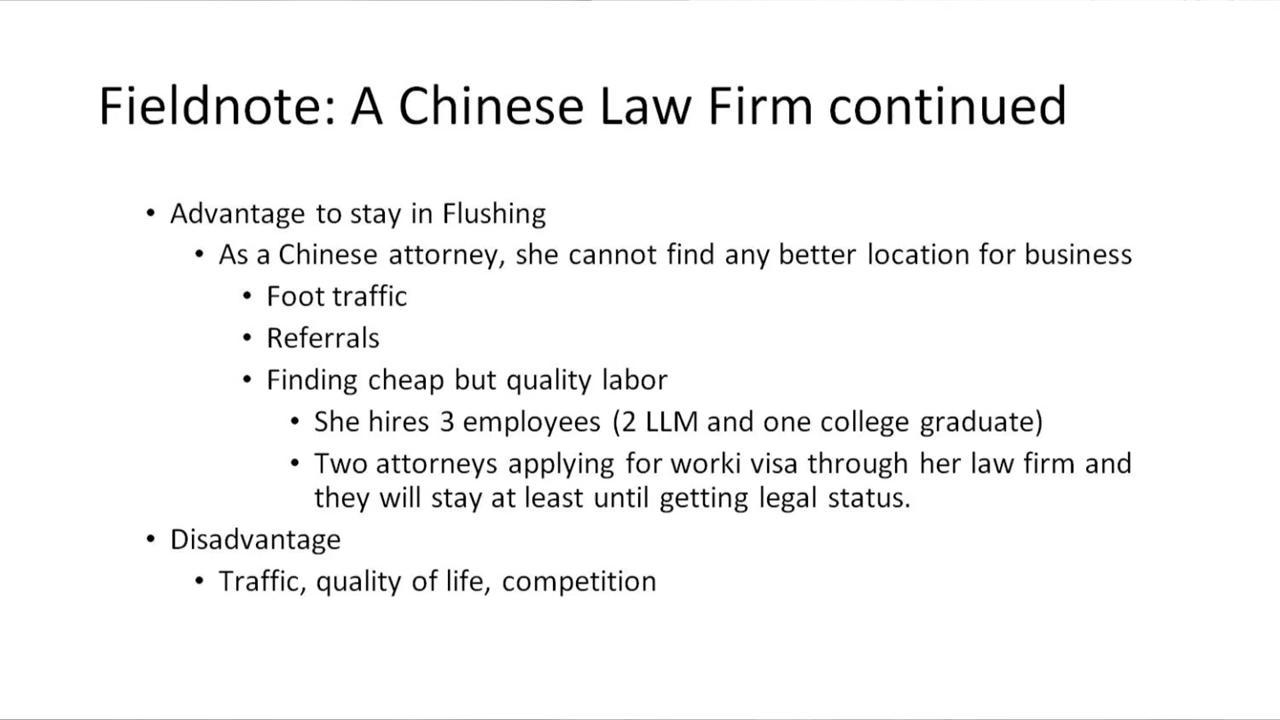 Fieldnote: A Chinese Law Firm continued
• Advantage to stay in Flushing
• As a Chinese attorney, she cannot find any better location for business
• Foot traffic
• Referrals
• Finding cheap but quality labor
• She hires 3 employees (2 LLM and one college graduate)
• Two attorneys applying for worki visa through her law firm and
they will stay at least until getting legal status.
• Disadvantage
• Traffic, quality of life, competition